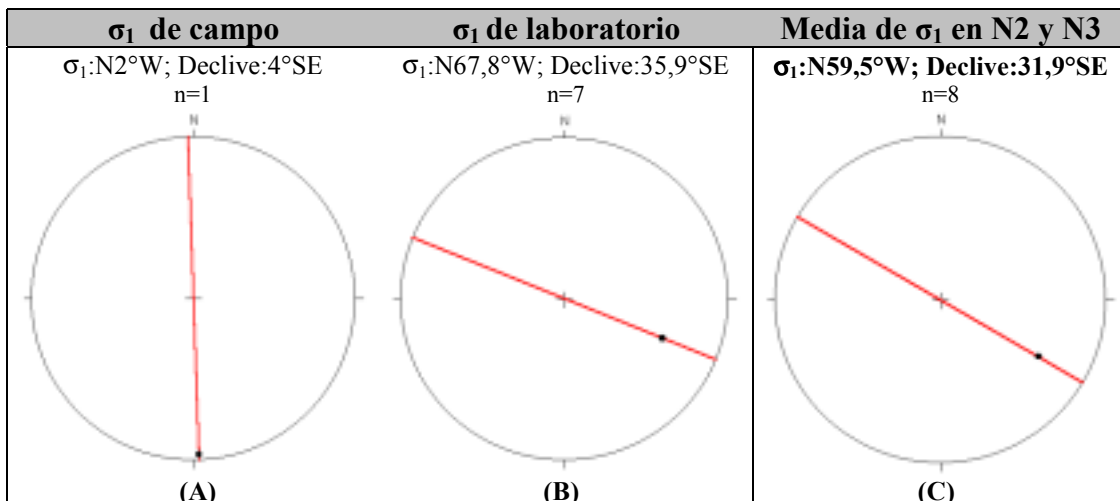 σ₁ de campo
σ₁:N2°W; Declive:4°SE
n=1
N
(A)
σ₁ de laboratorio
σ₁:N67,8°W; Declive:35,9°SE
n=7
N
(B)
Media de σ₁ en N2 y N3
σ₁:N59,5°W; Declive:31,9°SE
n=8
N
(C)